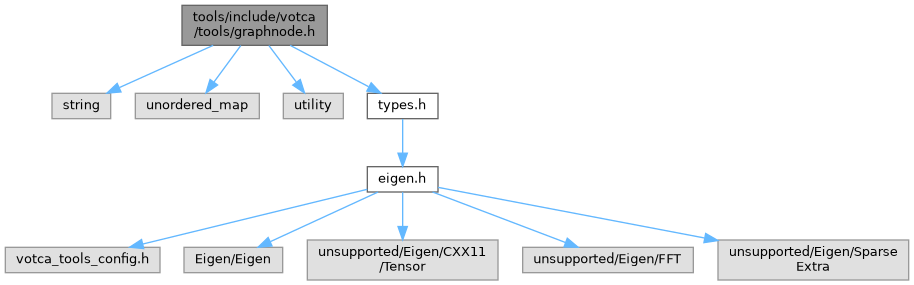 tools/include/votca
/tools/graphnode.h
string
unordered_map
utility
types.h
eigen.h
votca_tools_config.h
Eigen/Eigen
unsupported/Eigen/CXX11
/Tensor
unsupported/Eigen/FFT
unsupported/Eigen/Sparse
Extra